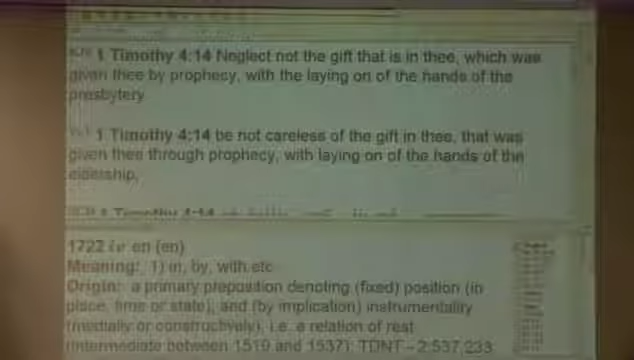 KJV 1 Timothy 4:14 Neglect not the gift that is in thee, which was
given thee by prophecy, with the laying on of the hands of the
presbytery.
1 Timothy 4:14 be not careless of the gift in thee, that was
given thee through prophecy, with laying on of the hands of the
eldership,
1 Timothy 4:14
1722 ἐν en (en)
Meaning: 1) in, by, with etc.
Origin: a primary preposition denoting (fixed) position (in
place, time or state), and (by implication) instrumentality
(medially or constructively), i.e. a relation of rest
(intermediate between 1519 and 1537); TDNT - 2:537,233